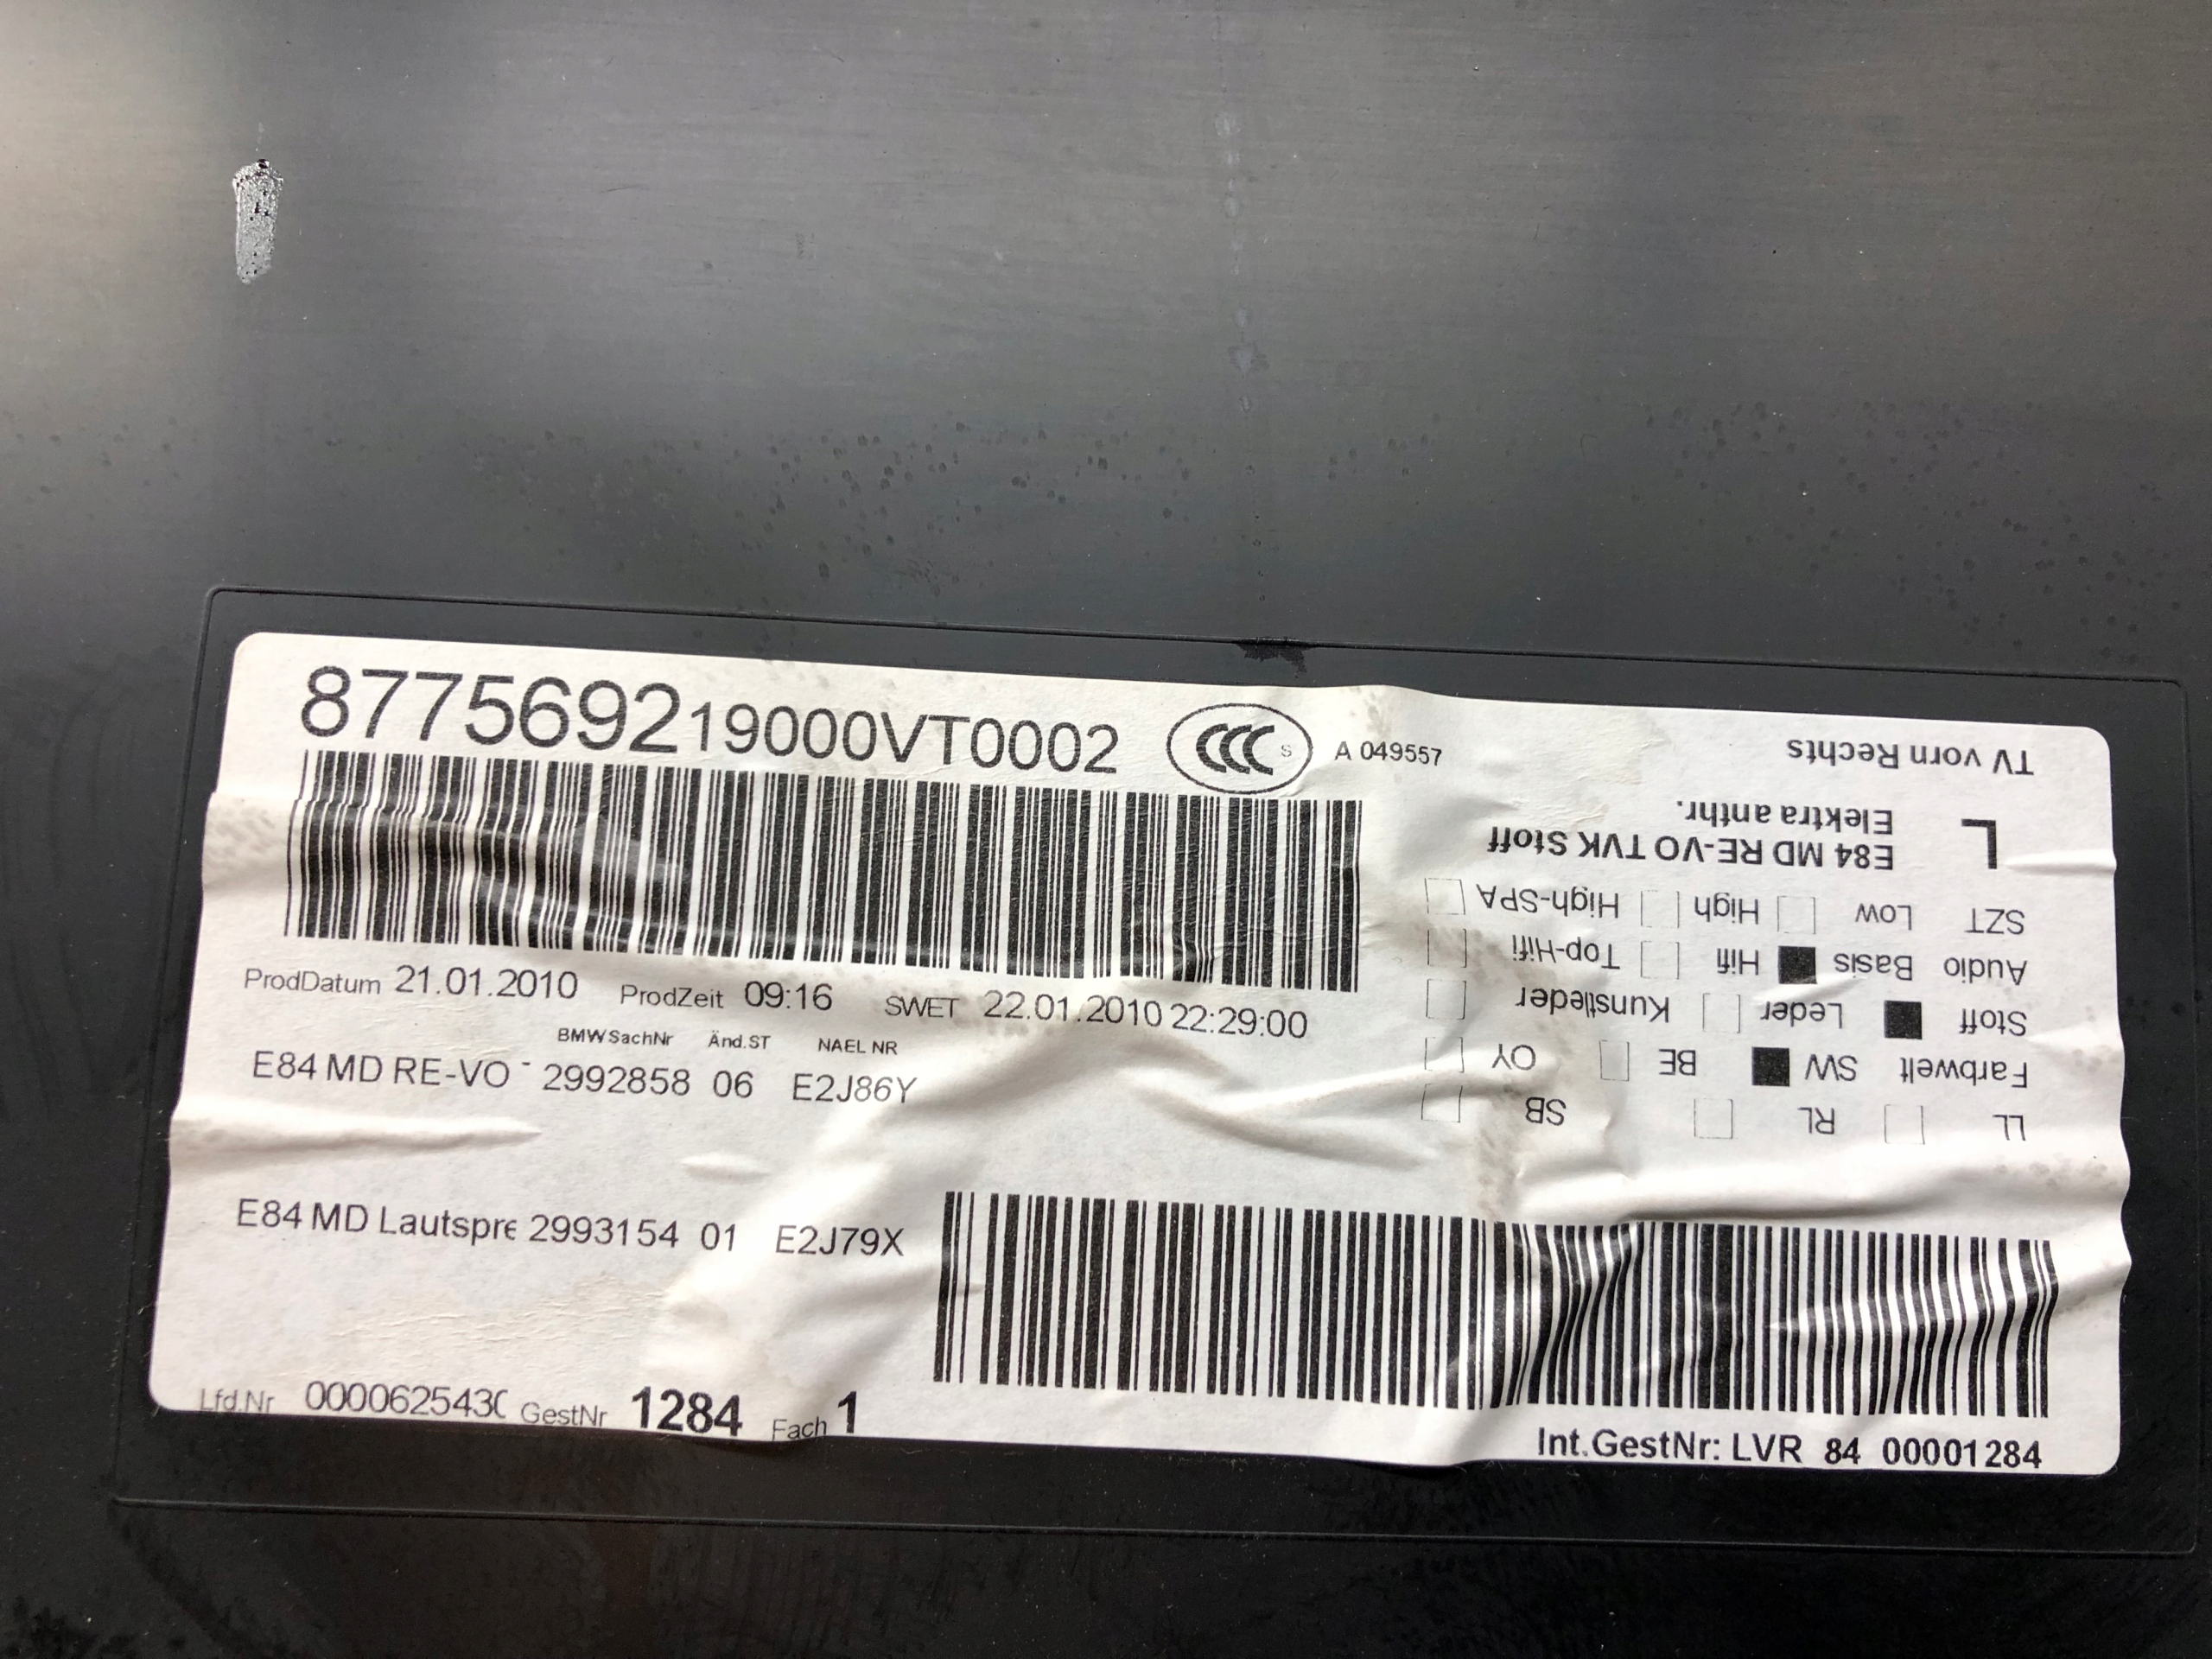 877569219000VT0002 CCC S A 049557
ProdDatum 21.01.2010 ProdZeit 09:16 SWET 22.01.2010 22:29:00
BMWSachNr Änd.ST NAEL NR
E84 MD RE-VO - 2992858 06 E2J86Y
E84 MD Lautspre 2993154 01 E2J79X
Lfd.Nr 0000625430 GestNr 1284 Fach 1
Int.GestNr: LVR 84 00001284
LL RL SB
Farbwelt SW BE OY
Stoff Leder Kunstleder
Audio Basis Hifi Top-Hifi
SZT Low High High-SPA
L E84 MD RE-VO TVK Stoff
Elektra anthr.
TV vorn Rechts